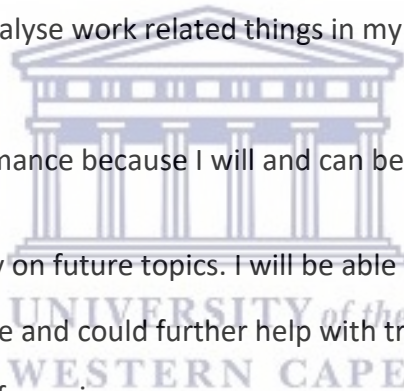 alyse work related things in my
mance because I will and can be
on future topics. I will be able
UNIVERSITY of the
e and could further help with tr
WESTERN CAPE